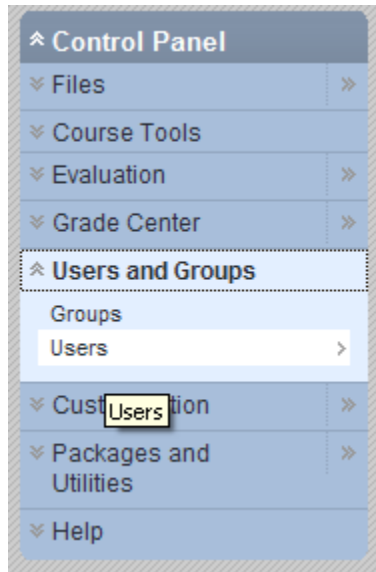 Control Panel
Files
Course Tools
Evaluation
Grade Center
Users and Groups
Groups
Users
Cust
tion
Users
Packages and
Utilities
Help